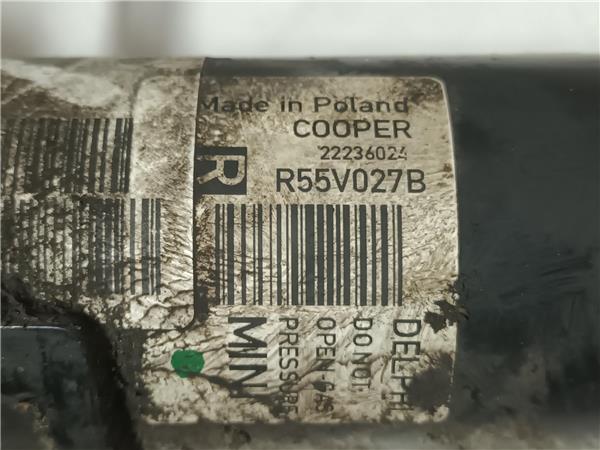 Made in Poland
COOPER
22236024
R
R55V027B
DELPHI
DO NOT
OPEN-GAS
PRESSURE
MINI